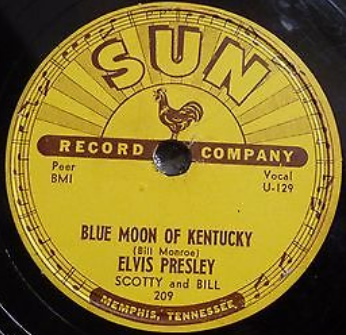 SUN
RECORD COMPANY
Peer
BMI
Vocal
U-129
BLUE MOON OF KENTUCKY
(Bill Monroe)
ELVIS PRESLEY
SCOTTY and BILL
209
MEMPHIS, TENNESSEE